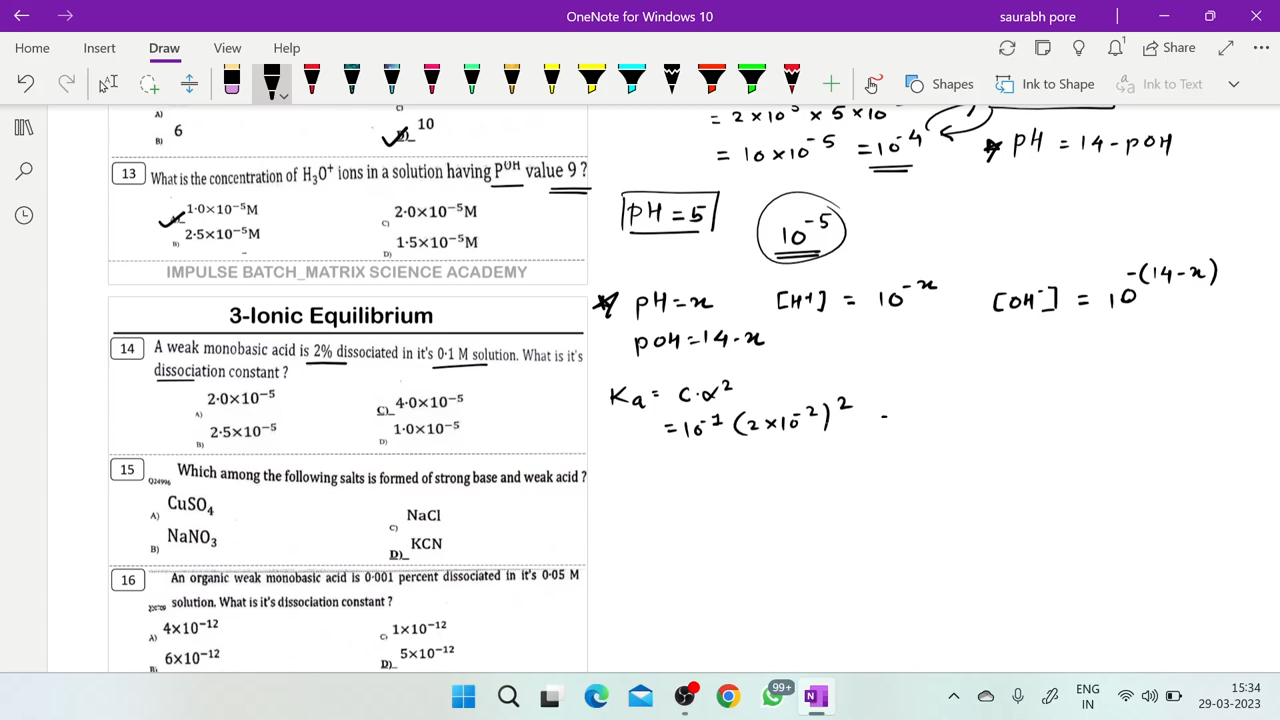 OneNote for Windows 10
saurabh pore
Home Insert Draw View Help
Share
Shapes
Ink to Shape
Ink to Text
A)
6
B)
C)
10
D)
13 What is the concentration of H₃O⁺ ions in a solution having Pᴼᴴ value 9 ?
A) 1·0×10⁻⁵M
B) 2·5×10⁻⁵M
C) 2·0×10⁻⁵M
D) 1·5×10⁻⁵M
IMPULSE BATCH_MATRIX SCIENCE ACADEMY
3-Ionic Equilibrium
14 A weak monobasic acid is 2% dissociated in it's 0·1 M solution. What is it's
dissociation constant ?
A) 2·0×10⁻⁵
B) 2·5×10⁻⁵
C) 4·0×10⁻⁵
D) 1·0×10⁻⁵
15 Q24996 Which among the following salts is formed of strong base and weak acid ?
A) CuSO₄
B) NaNO₃
C) NaCl
D) KCN
16 An organic weak monobasic acid is 0·001 percent dissociated in it's 0·05 M
solution. What is it's dissociation constant ?
A) 4×10⁻¹²
B) 6×10⁻¹²
C) 1×10⁻¹²
D) 5×10⁻¹²
= 10×10⁻⁵ = 10⁻⁴
pH = 14 - pOH
pH = 5
10⁻⁵
pH = x [H⁺] = 10⁻ˣ [OH⁻] = 10⁻⁽¹⁴⁻ˣ⁾
pOH = 14 - x
Ka = C·α²
= 10⁻¹ (2×10⁻²)²
99+
ENG
IN
15:34
29-03-2023